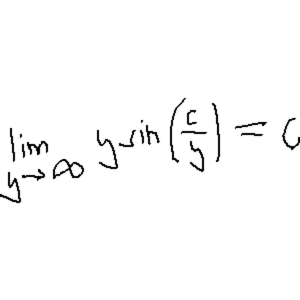 lim y→∞ y sin(c/y) = c